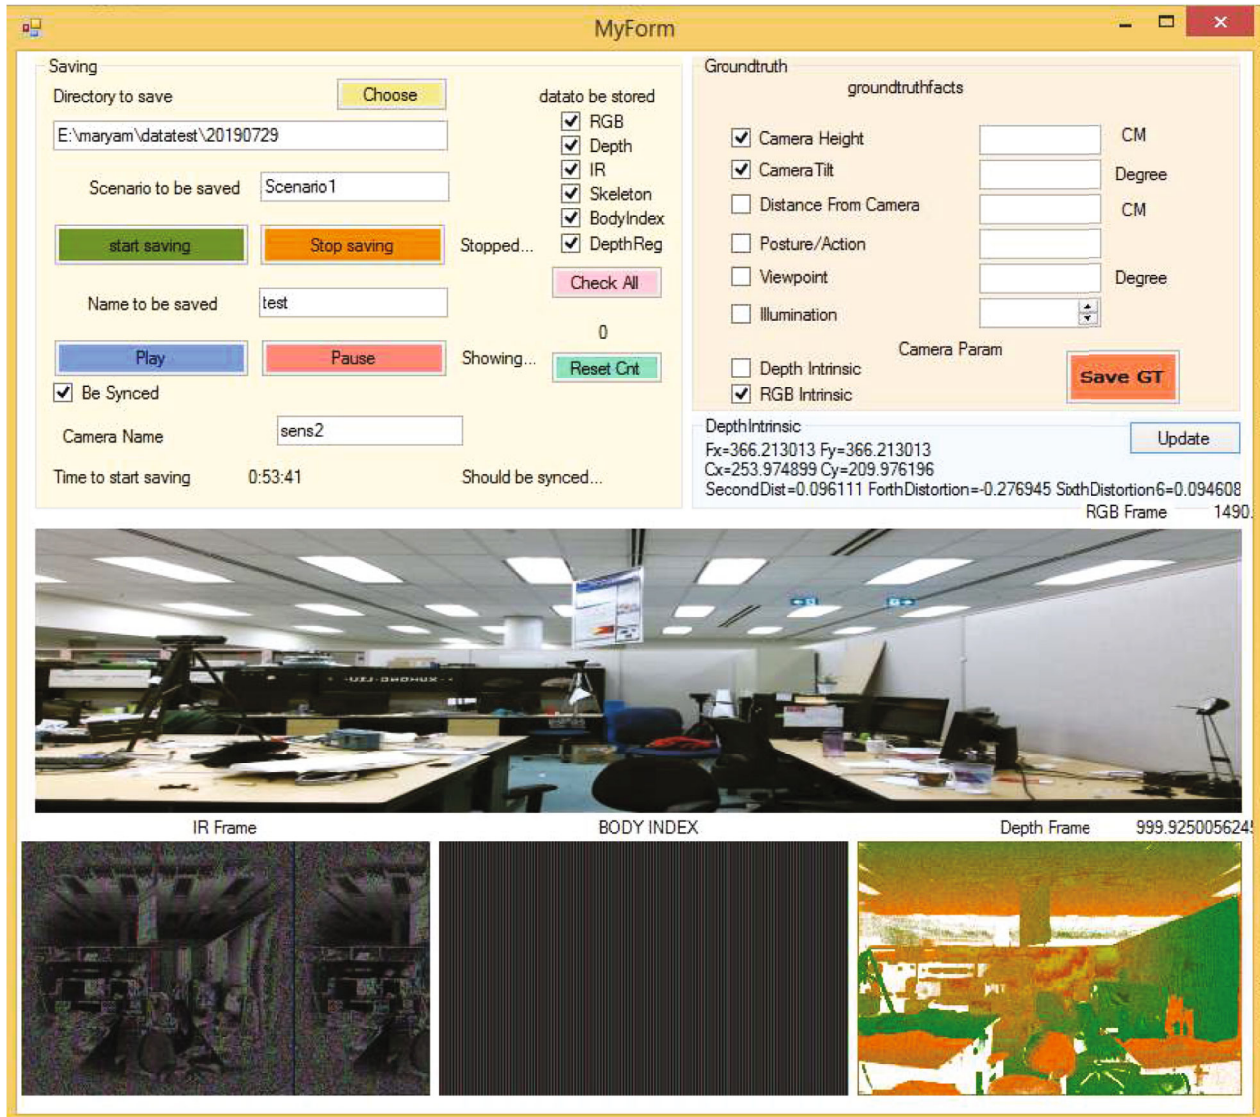 MyForm
Saving
Directory to save
Choose
E:\maryam\datatest\20190729
Scenario to be saved
Scenario1
start saving
Stop saving
Stopped...
Name to be saved
test
Play
Pause
Showing...
Be Synced
Camera Name
sens2
Time to start saving
0:53:41
Should be synced...
datato be stored
RGB
Depth
IR
Skeleton
BodyIndex
DepthReg
Check All
0
Reset Cnt
Groundtruth
groundtruthfacts
Camera Height
CM
CameraTilt
Degree
Distance From Camera
CM
Posture/Action
Viewpoint
Degree
Illumination
Camera Param
Depth Intrinsic
RGB Intrinsic
Save GT
DepthIntrinsic
Update
Fx=366.213013 Fy=366.213013
Cx=253.974899 Cy=209.976196
SecondDist=0.096111 ForthDistortion=-0.276945 SixthDistortion6=0.094608
RGB Frame 1490.
IR Frame
BODY INDEX
Depth Frame 999.9250056245